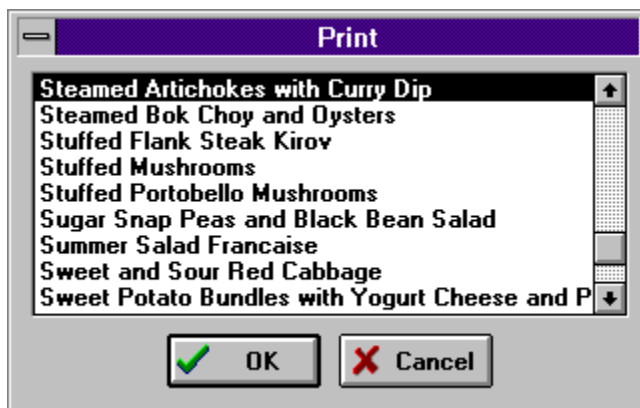 Print
Steamed Artichokes with Curry Dip
Steamed Bok Choy and Oysters
Stuffed Flank Steak Kirov
Stuffed Mushrooms
Stuffed Portobello Mushrooms
Sugar Snap Peas and Black Bean Salad
Summer Salad Francaise
Sweet and Sour Red Cabbage
Sweet Potato Bundles with Yogurt Cheese and P
OK
Cancel